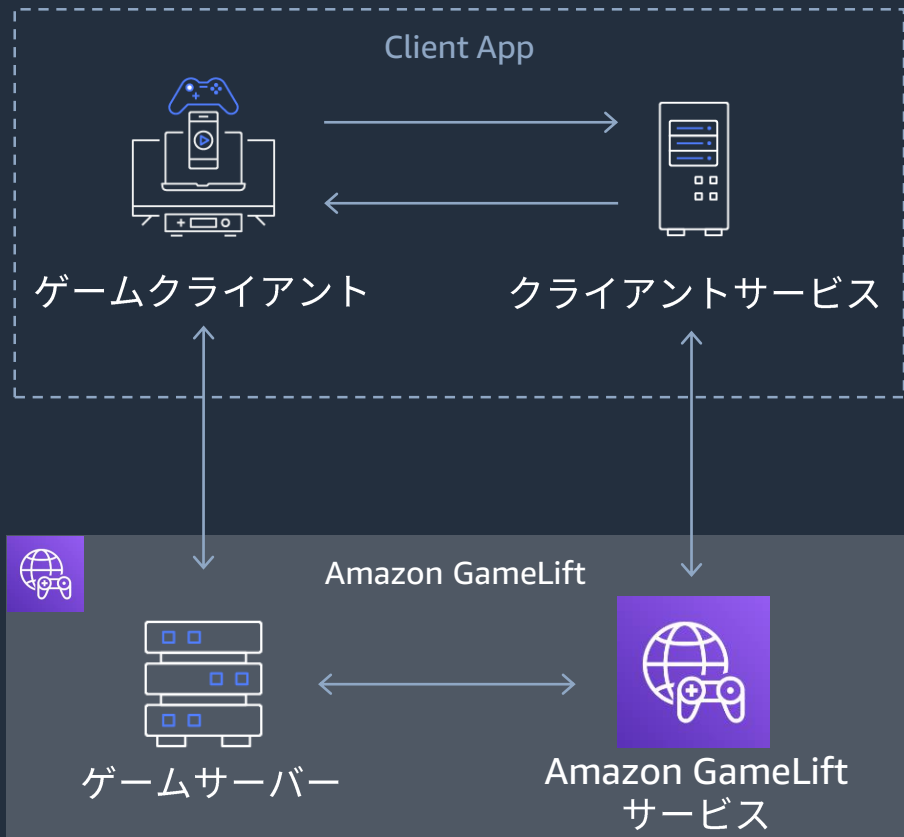 Client App
ゲームクライアント
クライアントサービス
Amazon GameLift
ゲームサーバー
Amazon GameLift
サービス